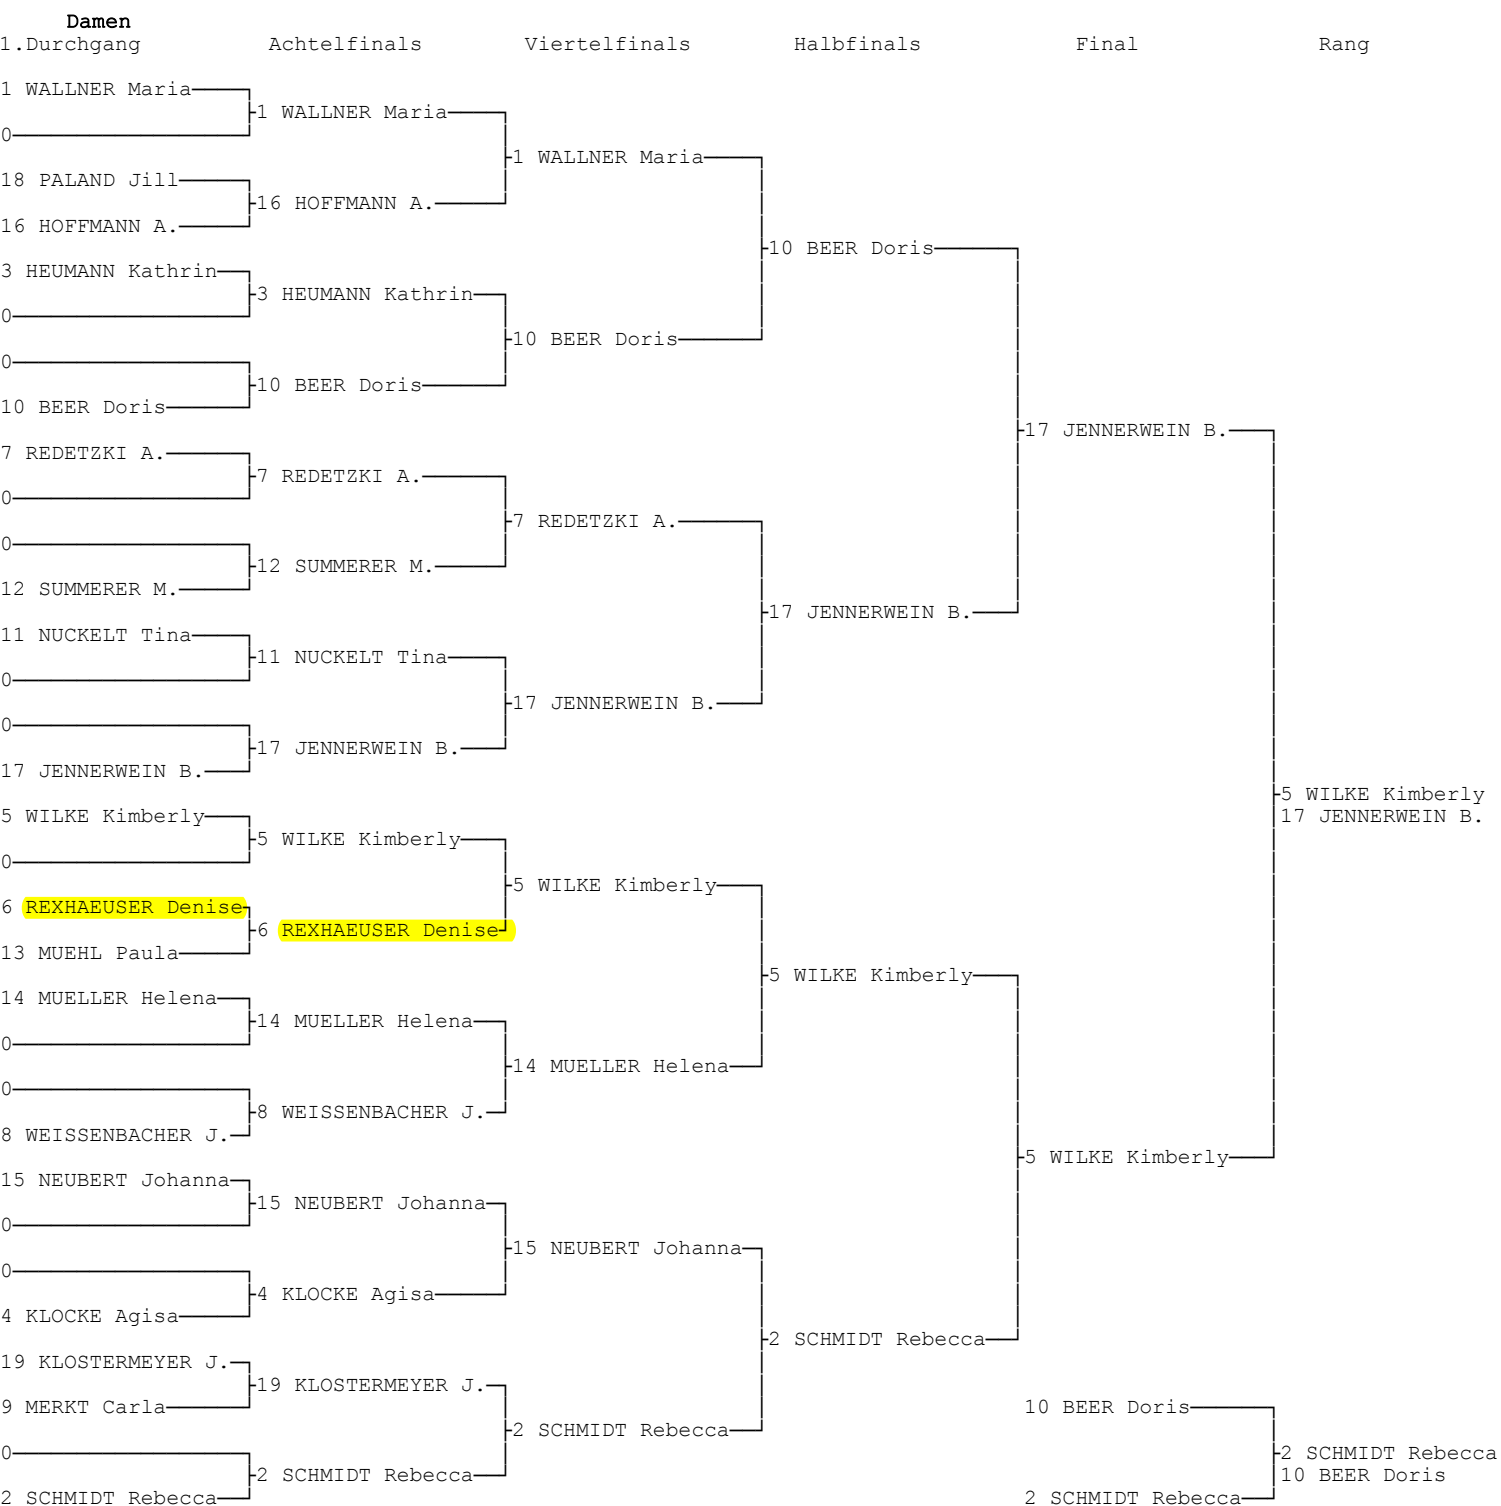 Damen
1.Durchgang Achtelfinals Viertelfinals Halbfinals Final Rang
1 WALLNER Maria
1 WALLNER Maria
0
1 WALLNER Maria
18 PALAND Jill
16 HOFFMANN A.
16 HOFFMANN A.
10 BEER Doris
3 HEUMANN Kathrin
3 HEUMANN Kathrin
0
10 BEER Doris
0
10 BEER Doris
10 BEER Doris
17 JENNERWEIN B.
7 REDETZKI A.
7 REDETZKI A.
0
7 REDETZKI A.
0
12 SUMMERER M.
12 SUMMERER M.
17 JENNERWEIN B.
11 NUCKELT Tina
11 NUCKELT Tina
0
17 JENNERWEIN B.
0
17 JENNERWEIN B.
17 JENNERWEIN B.
5 WILKE Kimberly
5 WILKE Kimberly 17 JENNERWEIN B.
5 WILKE Kimberly
0
5 WILKE Kimberly
6 REXHAEUSER Denise
6 REXHAEUSER Denise
13 MUEHL Paula
5 WILKE Kimberly
14 MUELLER Helena
14 MUELLER Helena
0
14 MUELLER Helena
0
8 WEISSENBACHER J.
8 WEISSENBACHER J.
5 WILKE Kimberly
15 NEUBERT Johanna
15 NEUBERT Johanna
0
15 NEUBERT Johanna
0
4 KLOCKE Agisa
4 KLOCKE Agisa
2 SCHMIDT Rebecca
19 KLOSTERMEYER J.
19 KLOSTERMEYER J.
9 MERKT Carla 10 BEER Doris
2 SCHMIDT Rebecca
0 2 SCHMIDT Rebecca
2 SCHMIDT Rebecca 10 BEER Doris
2 SCHMIDT Rebecca 2 SCHMIDT Rebecca